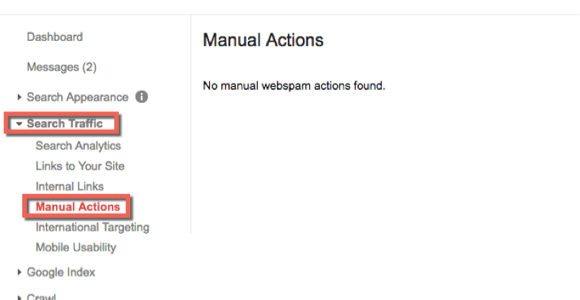 Dashboard
Messages (2)
Search Appearance
Search Traffic
Search Analytics
Links to Your Site
Internal Links
Manual Actions
International Targeting
Mobile Usability
Google Index
Crawl
Manual Actions
No manual webspam actions found.